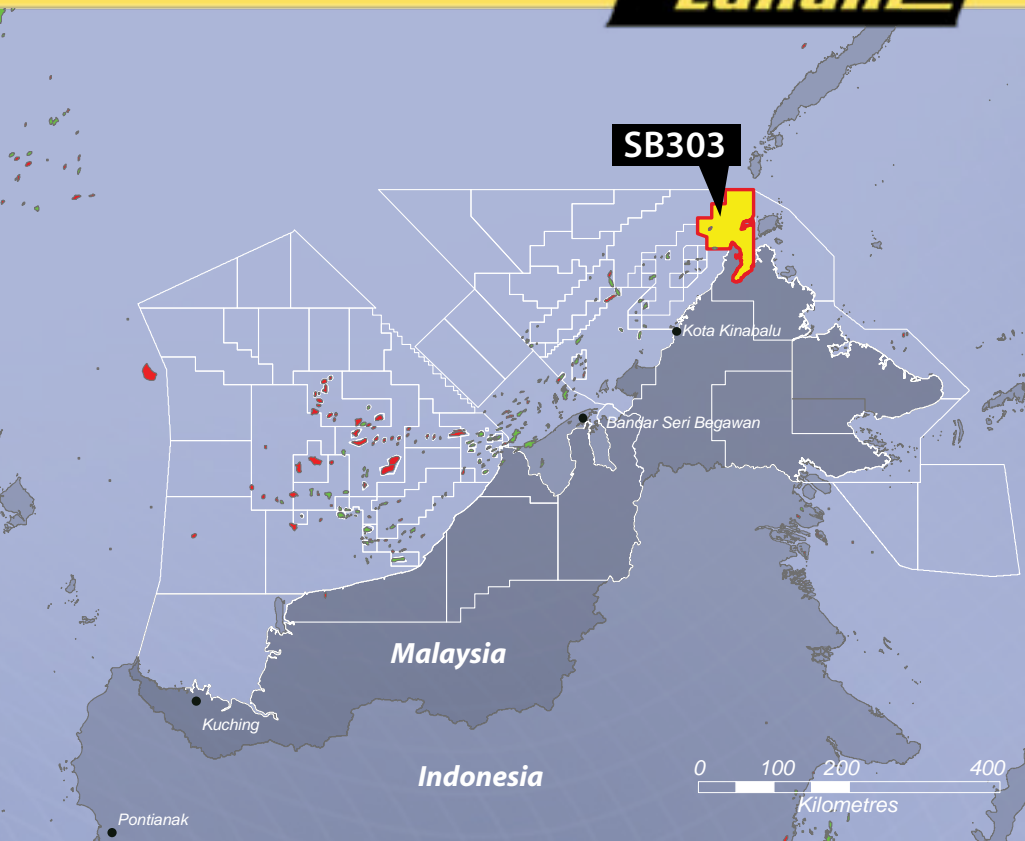 SB303
Kota Kinabalu
Bandar Seri Begawan
Malaysia
Kuching
Indonesia
0 100 200 400
Kilometres
Pontianak